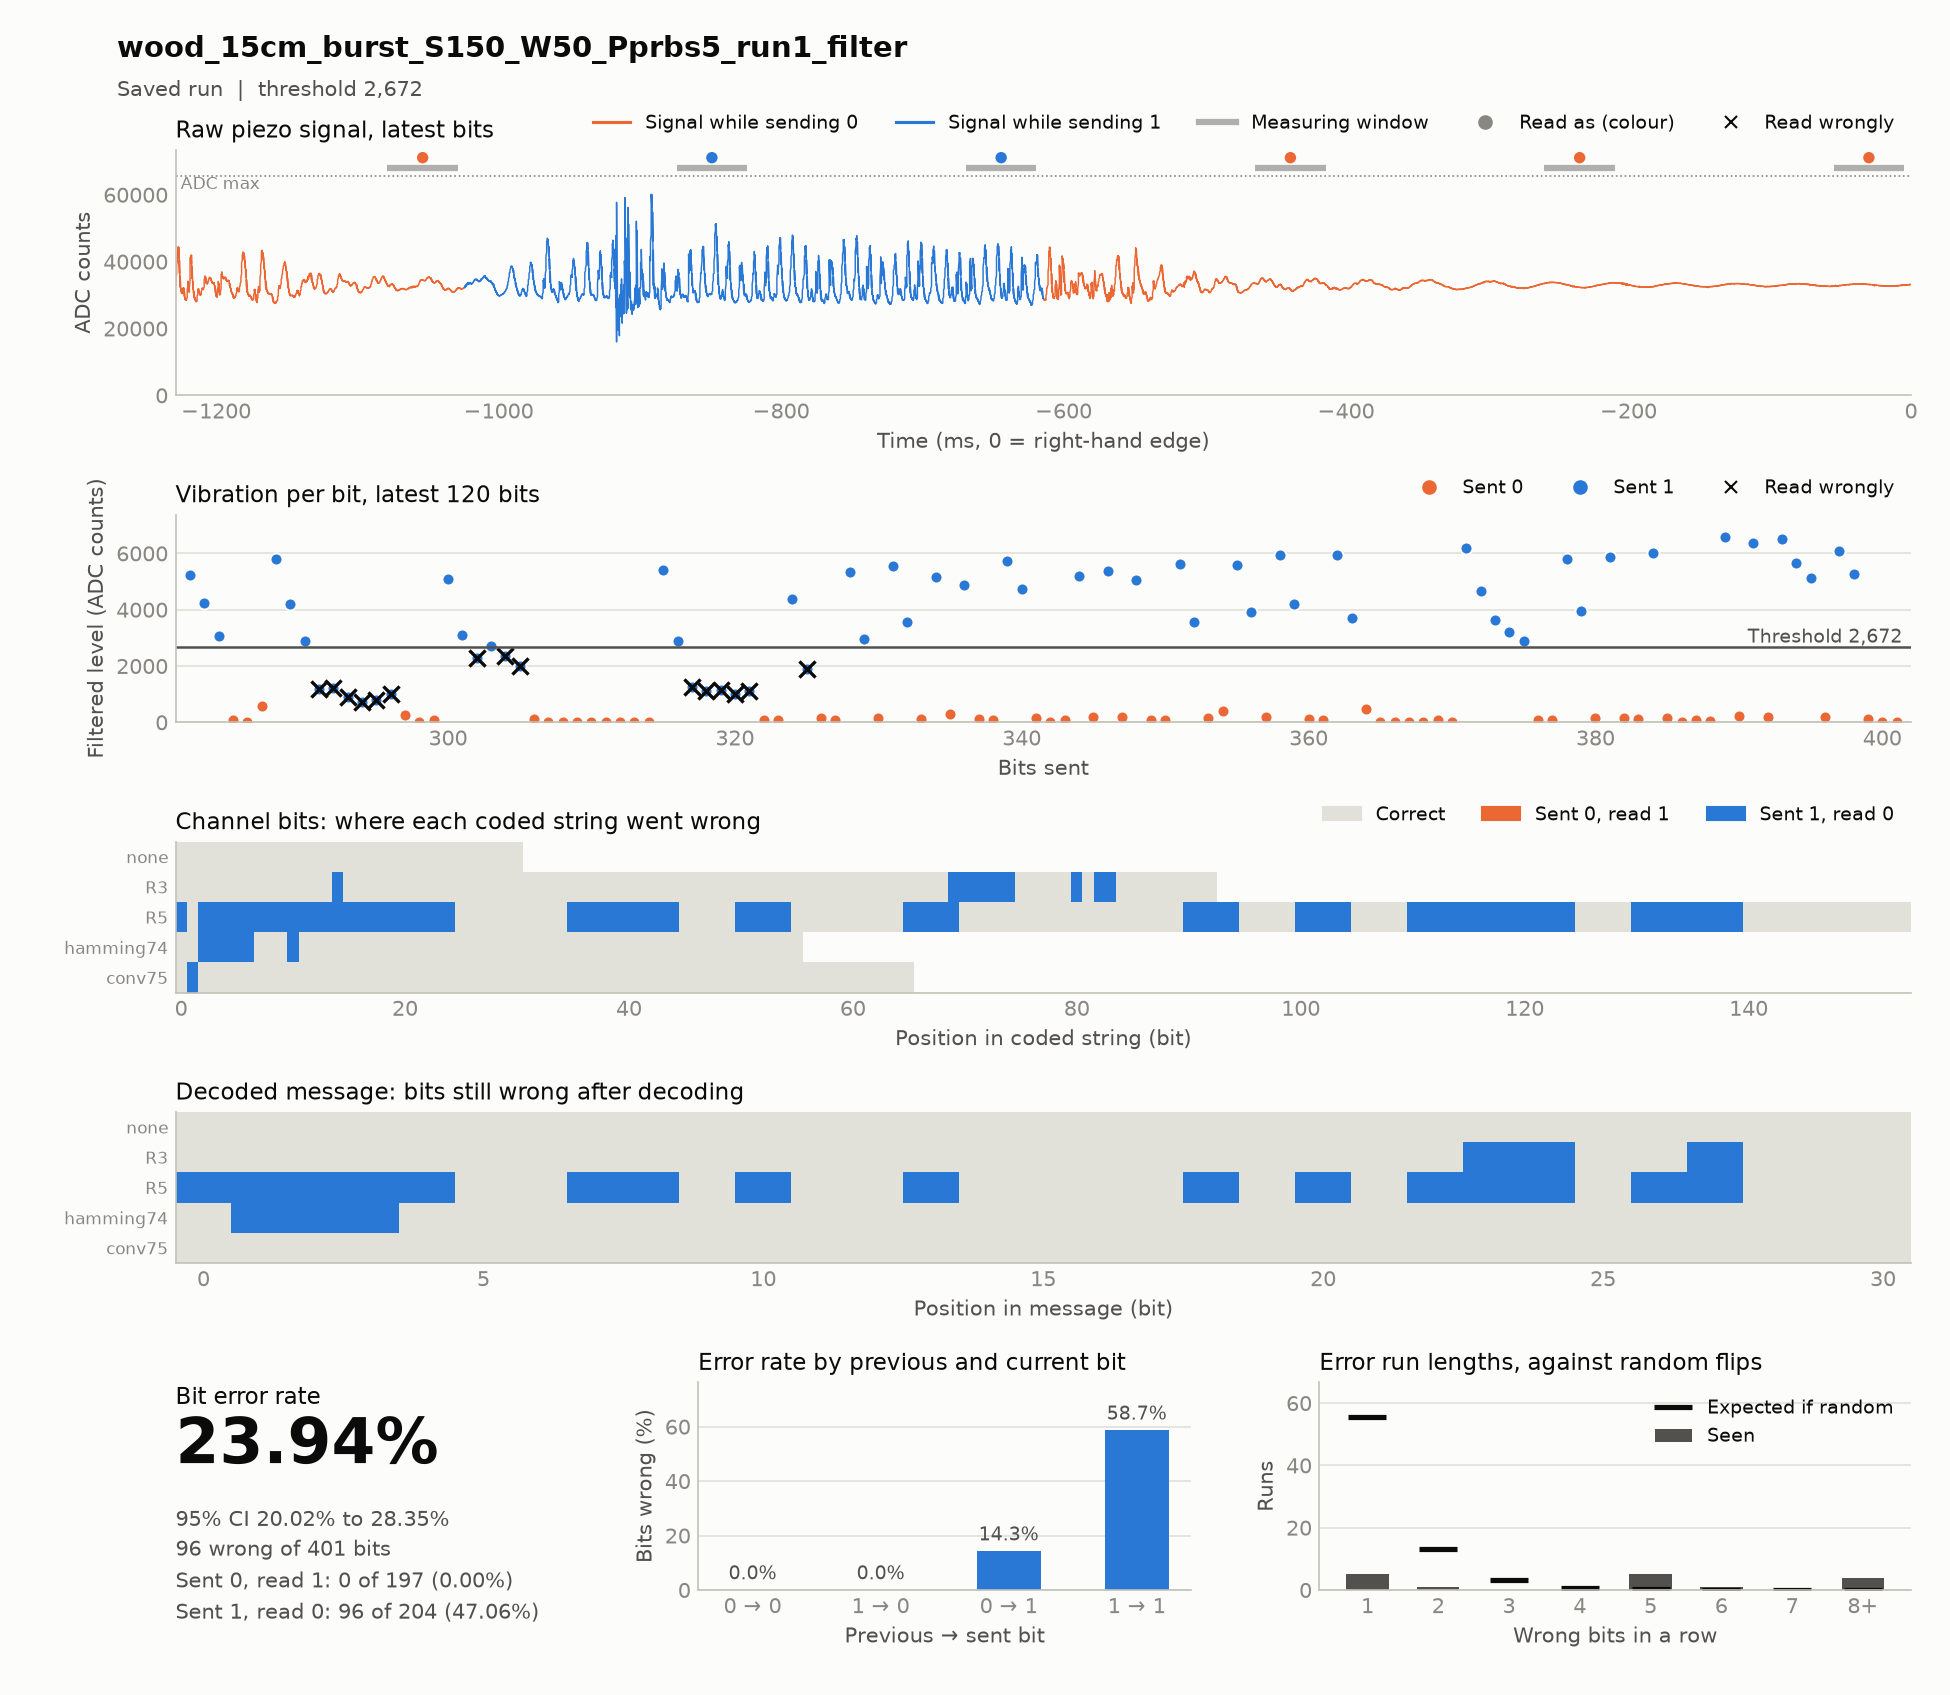 wood_15cm_burst_S150_W50_Pprbs5_run1_filter
Saved run | threshold 2,672
Raw piezo signal, latest bits
Signal while sending 0
Signal while sending 1
Measuring window
Read as (colour)
Read wrongly
ADC max
ADC counts
60000
40000
20000
0
−1200 −1000 −800 −600 −400 −200 0
Time (ms, 0 = right-hand edge)
Vibration per bit, latest 120 bits
Sent 0
Sent 1
Read wrongly
Filtered level (ADC counts)
6000
4000
2000
0
Threshold 2,672
300 320 340 360 380 400
Bits sent
Channel bits: where each coded string went wrong
Correct
Sent 0, read 1
Sent 1, read 0
none
R3
R5
hamming74
conv75
0 20 40 60 80 100 120 140
Position in coded string (bit)
Decoded message: bits still wrong after decoding
none
R3
R5
hamming74
conv75
0 5 10 15 20 25 30
Position in message (bit)
Bit error rate
23.94%
95% CI 20.02% to 28.35%
96 wrong of 401 bits
Sent 0, read 1: 0 of 197 (0.00%)
Sent 1, read 0: 96 of 204 (47.06%)
Error rate by previous and current bit
Bits wrong (%)
60
40
20
0
0.0% 0.0% 14.3% 58.7%
0 → 0 1 → 0 0 → 1 1 → 1
Previous → sent bit
Error run lengths, against random flips
Expected if random
Seen
Runs
60
40
20
0
1 2 3 4 5 6 7 8+
Wrong bits in a row